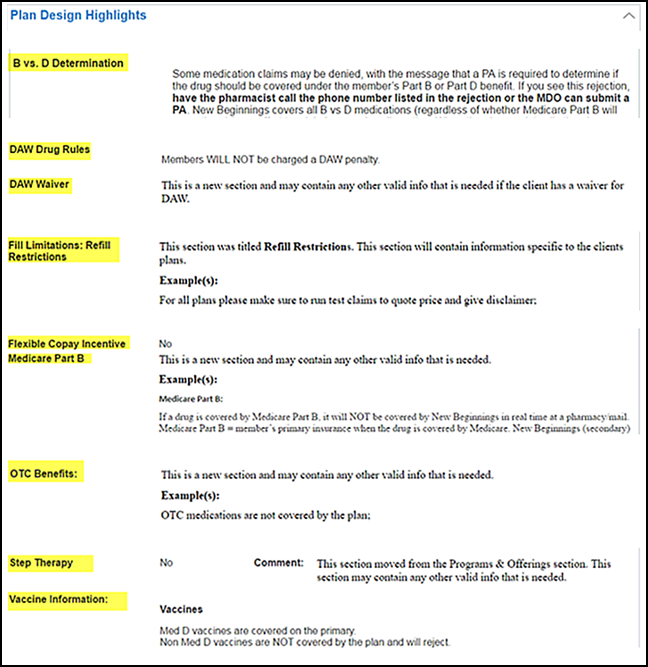 Plan Design Highlights
B vs. D Determination
Some medication claims may be denied, with the message that a PA is required to determine if
the drug should be covered under the member's Part B or Part D benefit. If you see this rejection,
have the pharmacist call the phone number listed in the rejection or the MDO can submit a
PA. New Beginnings covers all B vs D medications (regardless of whether Medicare Part B will
DAW Drug Rules
Members WILL NOT be charged a DAW penalty.
DAW Waiver
This is a new section and may contain any other valid info that is needed if the client has a waiver for
DAW.
Fill Limitations: Refill
Restrictions
This section was titled Refill Restrictions. This section will contain information specific to the clients
plans.
Example(s):
For all plans please make sure to run test claims to quote price and give disclaimer;
Flexible Copay Incentive
No
Medicare Part B
This is a new section and may contain any other valid info that is needed.
Example(s):
Medicare Part B:
If a drug is covered by Medicare Part B, it will NOT be covered by New Beginnings in real time at a pharmacy/mail.
Medicare Part B = member's primary insurance when the drug is covered by Medicare. New Beginnings (secondary)
OTC Benefits:
This is a new section and may contain any other valid info that is needed.
Example(s):
OTC medications are not covered by the plan;
Step Therapy
No
Comment: This section moved from the Programs & Offerings section. This
section may contain any other valid info that is needed.
Vaccine Information:
Vaccines
Med D vaccines are covered on the primary.
Non Med D vaccines are NOT covered by the plan and will reject.